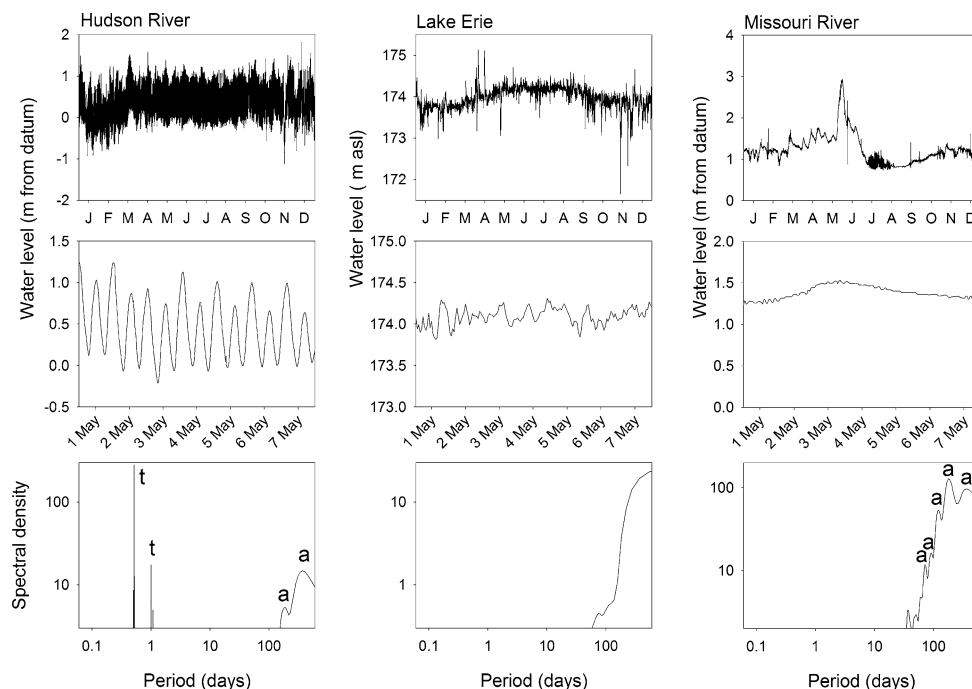 Hudson River
Lake Erie
Missouri River
Water level (m from datum)
2
1
0
-1
-2
J F M A M J J A S O N D
Water level ( m asl)
175
174
173
172
J F M A M J J A S O N D
Water level (m from datum)
4
3
2
1
0
J F M A M J J A S O N D
1.5
1.0
0.5
0.0
-0.5
1 May 2 May 3 May 4 May 5 May 6 May 7 May
175.0
174.5
174.0
173.5
173.0
1 May 2 May 3 May 4 May 5 May 6 May 7 May
2.0
1.5
1.0
0.5
0.0
1 May 2 May 3 May 4 May 5 May 6 May 7 May
Spectral density
100
10
t
t
a
a
0.1 1 10 100
Period (days)
10
1
0.1 1 10 100
Period (days)
100
10
a
a
a
a
a
0.1 1 10 100
Period (days)